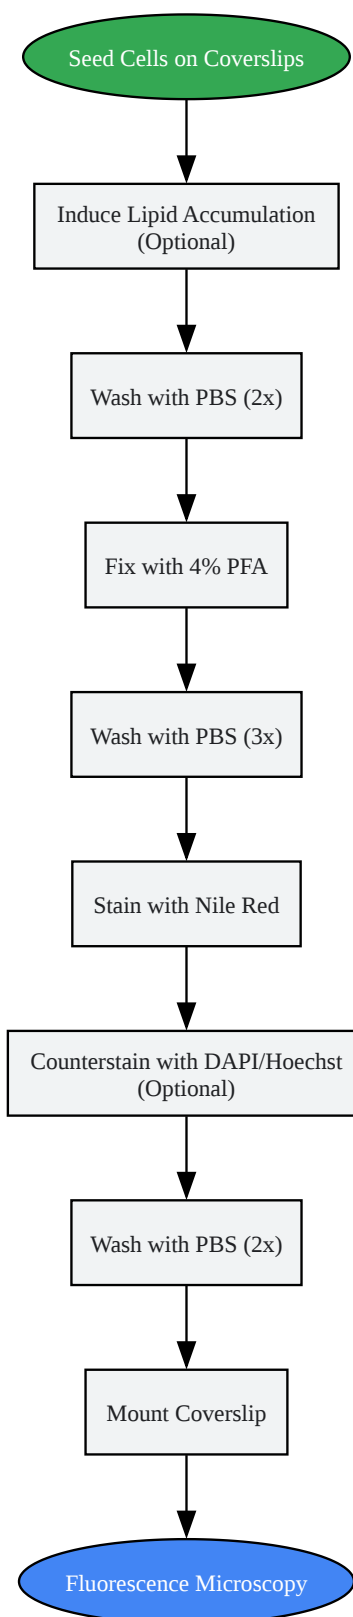 Seed Cells on Coverslips
Induce Lipid Accumulation
(Optional)
Wash with PBS (2x)
Fix with 4% PFA
Wash with PBS (3x)
Stain with Nile Red
Counterstain with DAPI/Hoechst
(Optional)
Wash with PBS (2x)
Mount Coverslip
Fluorescence Microscopy